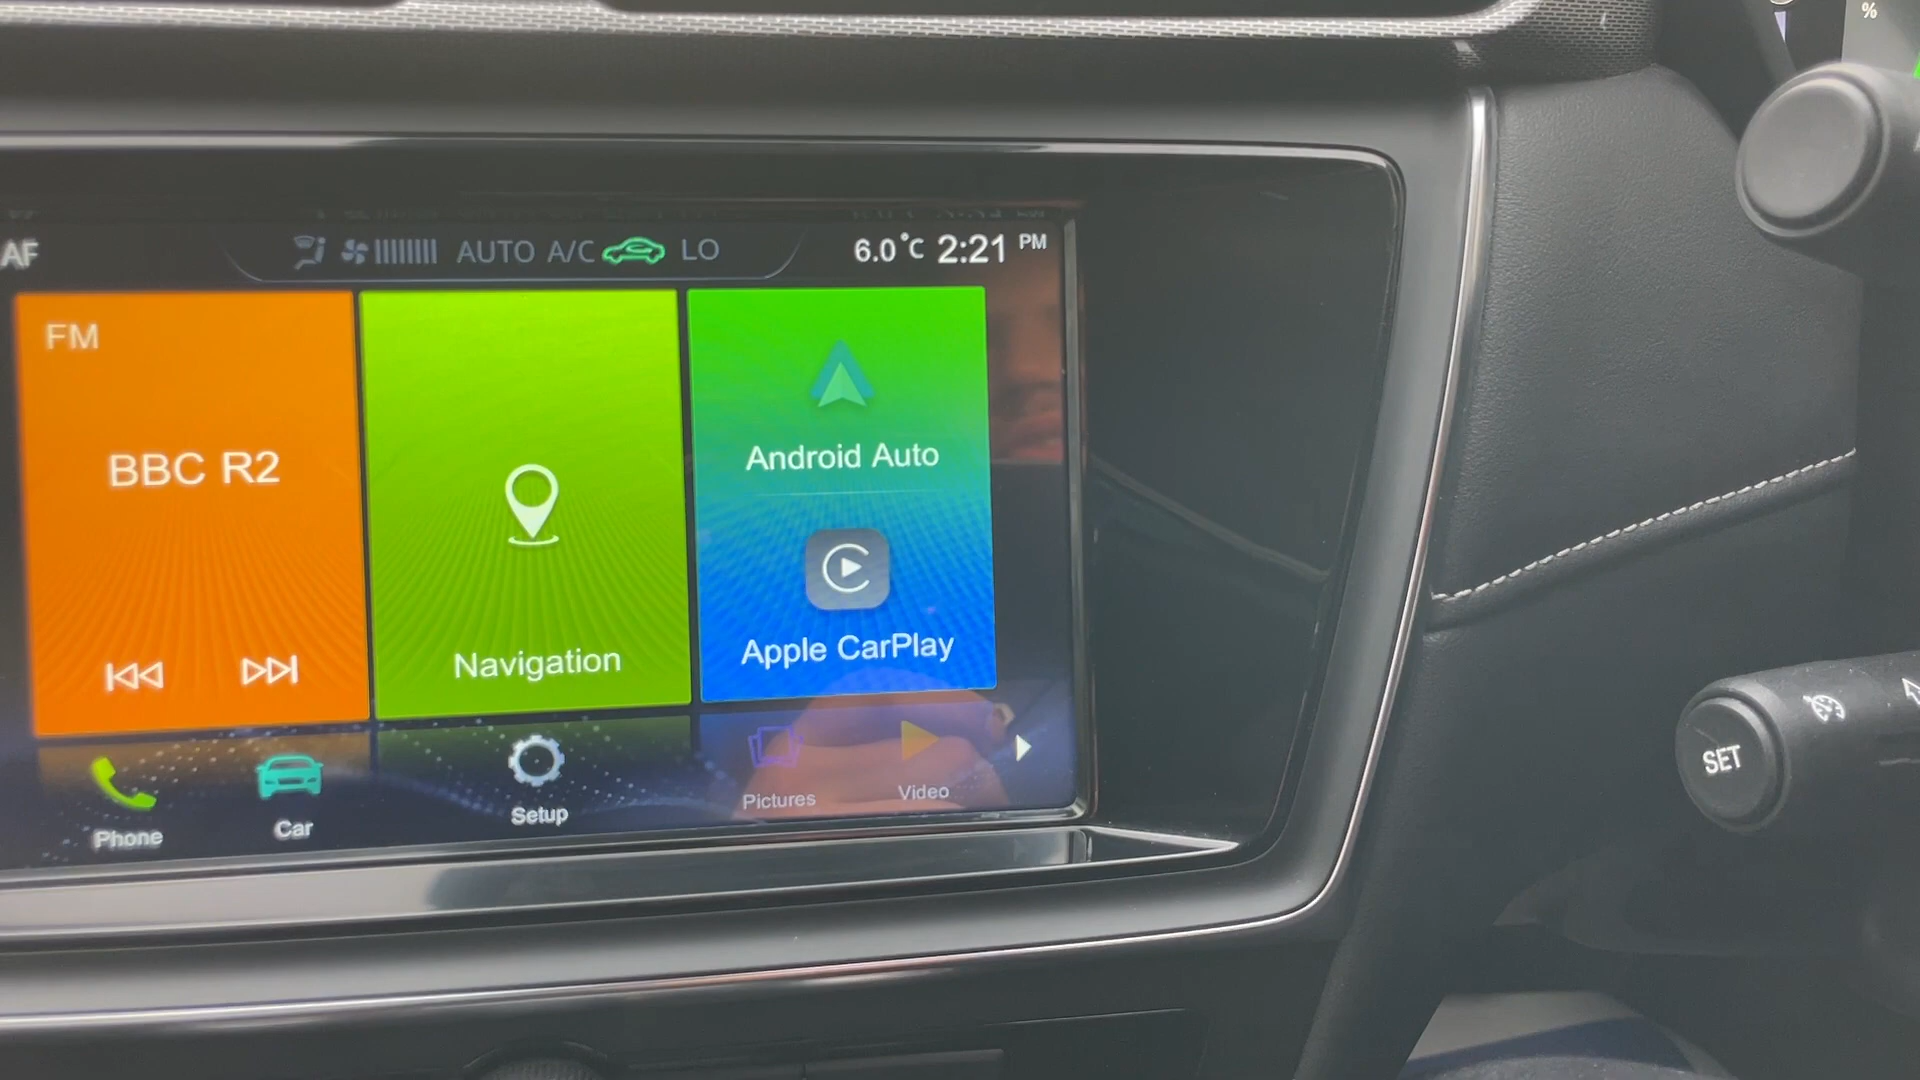 %
AF
AUTO A/C LO
6.0°C 2:21 PM
FM
BBC R2
Navigation
Android Auto
Apple CarPlay
Phone
Car
Setup
Pictures
Video
SET